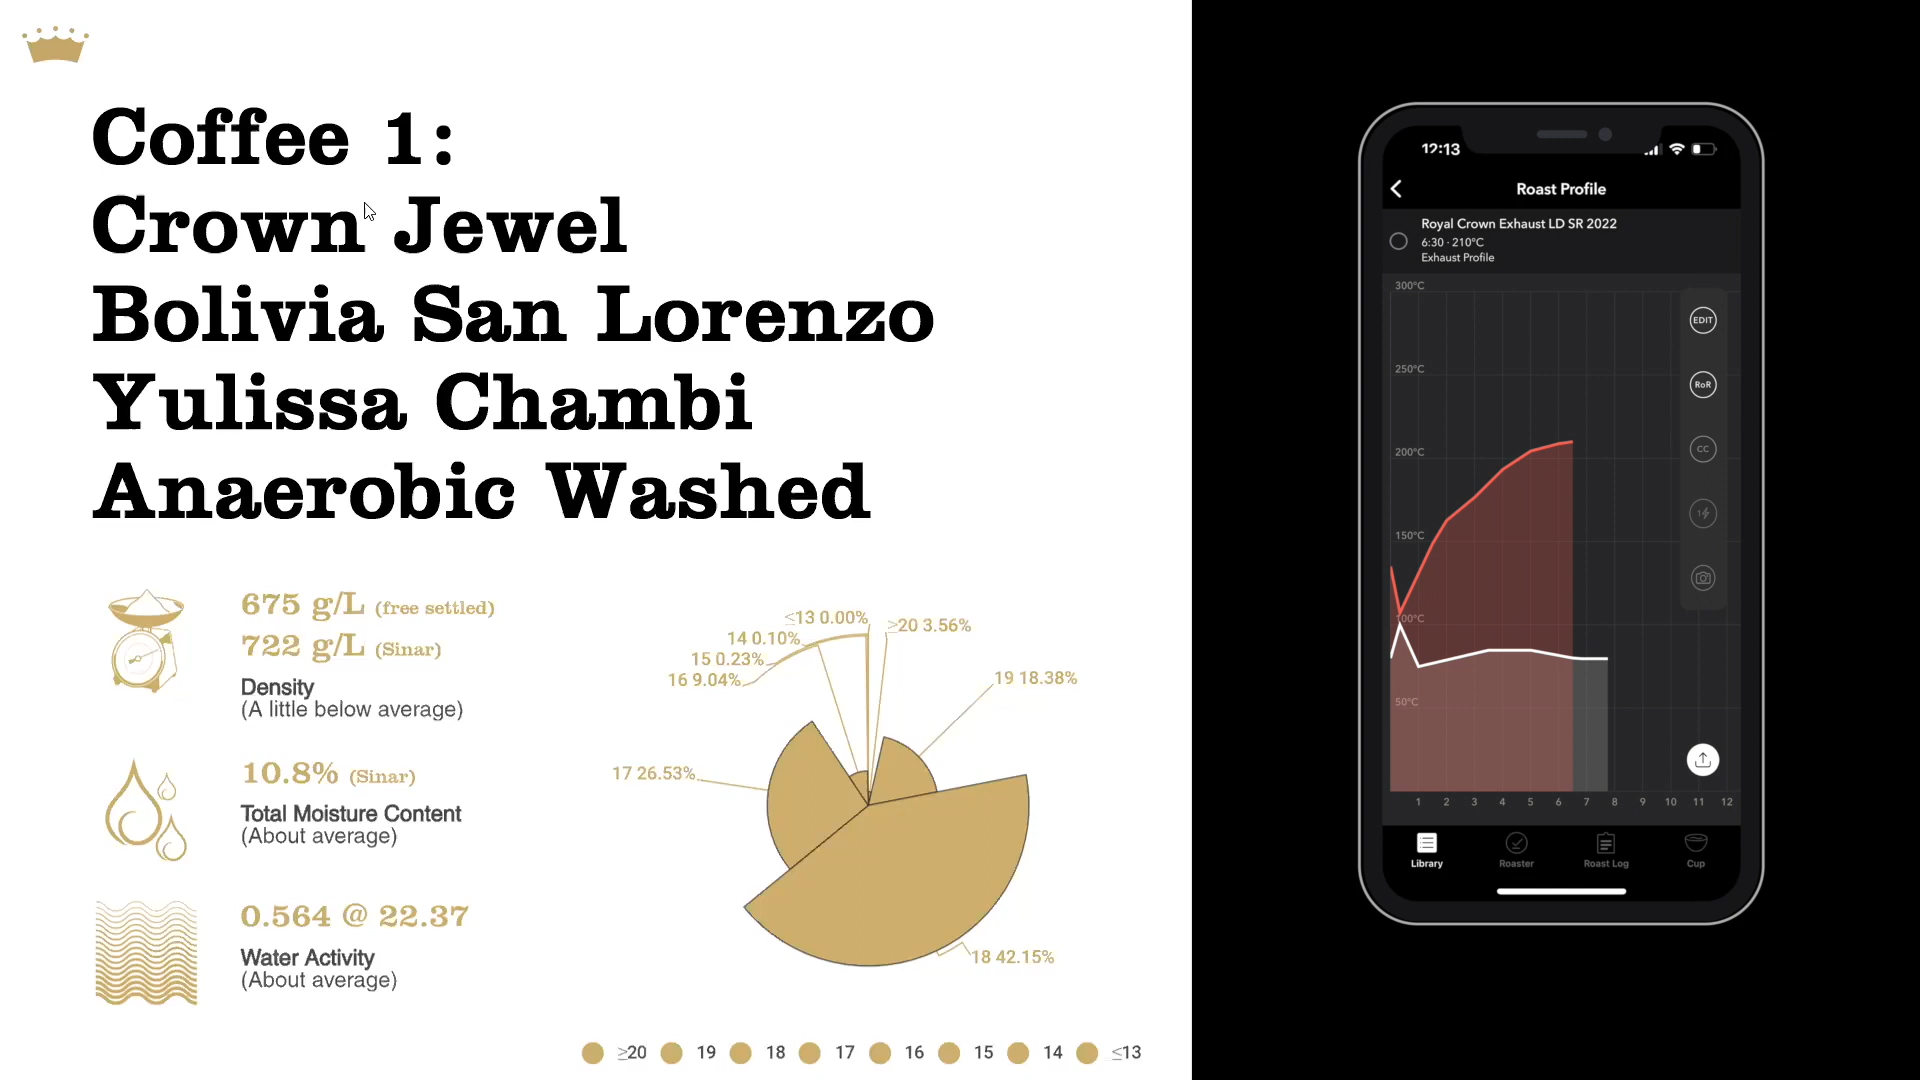 Coffee 1:
Crown Jewel
Bolivia San Lorenzo
Yulissa Chambi
Anaerobic Washed
675 g/L (free settled)
722 g/L (Sinar)
Density
(A little below average)
10.8% (Sinar)
Total Moisture Content
(About average)
0.564 @ 22.37
Water Activity
(About average)
≤13 0.00%
≥20 3.56%
14 0.10%
15 0.23%
16 9.04%
19 18.38%
17 26.53%
18 42.15%
≥20 19 18 17 16 15 14 ≤13
12:13
Roast Profile
Royal Crown Exhaust LD SR 2022
6:30 · 210°C
Exhaust Profile
300°C
EDIT
250°C
RoR
200°C
CC
150°C
1
100°C
50°C
1 2 3 4 5 6 7 8 9 10 11 12
Library Roaster Roast Log Cup